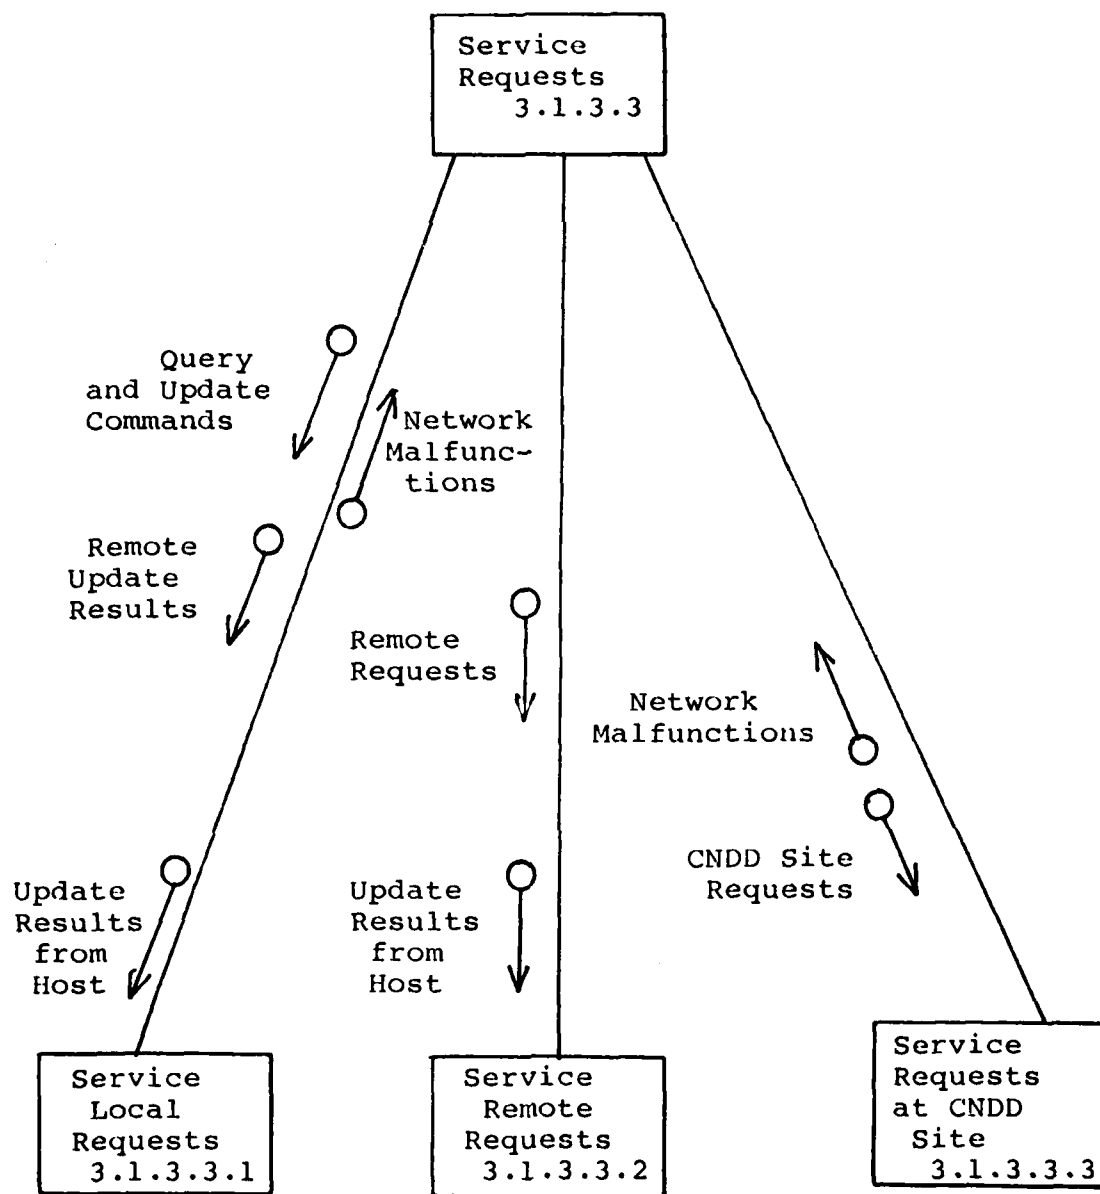 Service
Requests
3.1.3.3
Query
and Update
Commands
Network
Malfunc-
tions
Remote
Update
Results
Remote
Requests
Network
Malfunctions
CNDD Site
Requests
Update
Results
from
Host
Update
Results
from
Host
Service
Local
Requests
3.1.3.3.1
Service
Remote
Requests
3.1.3.3.2
Service
Requests
at CNDD
Site
3.1.3.3.3